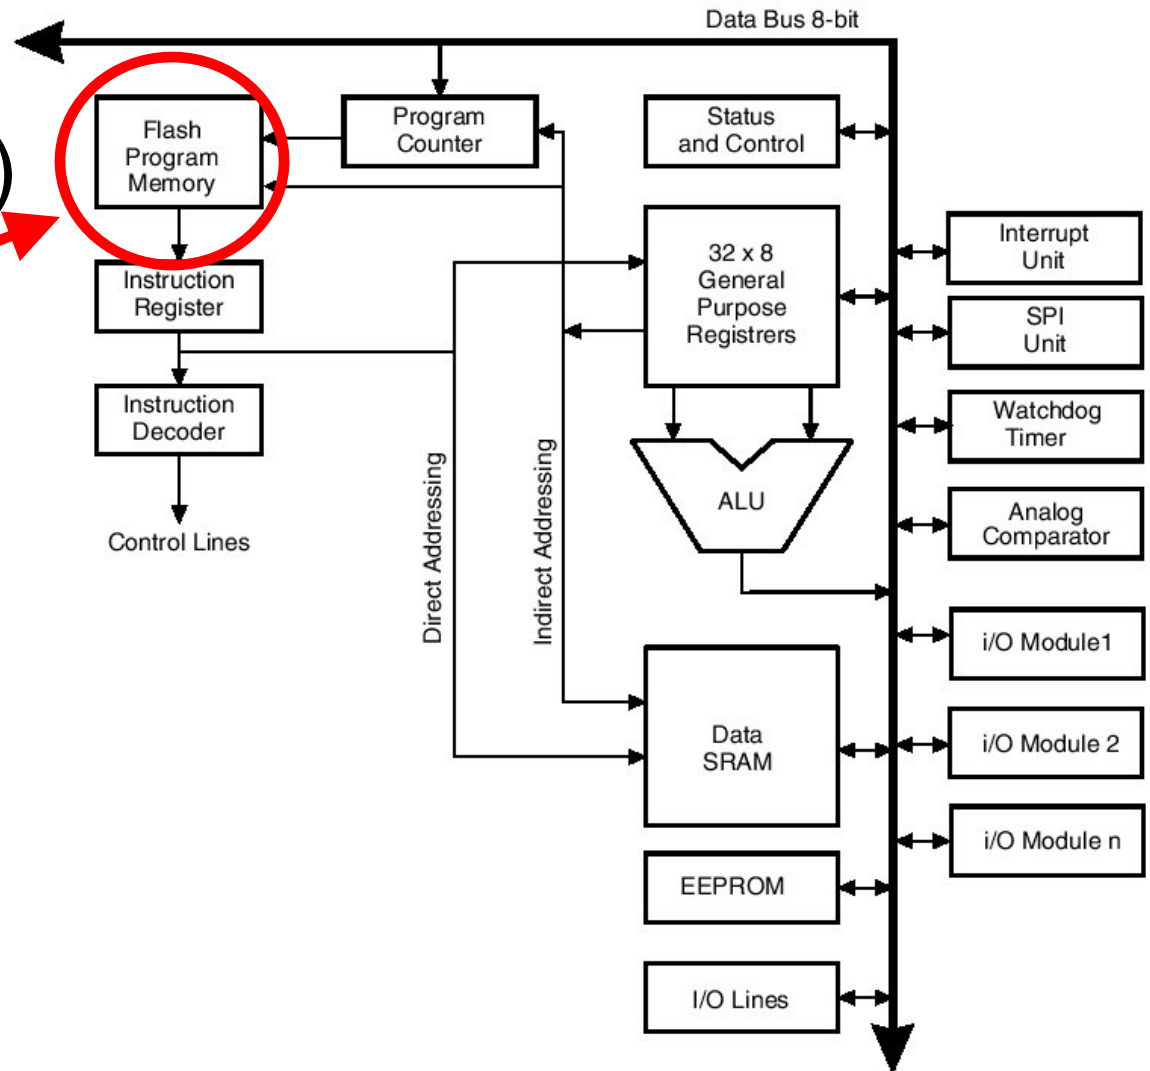 Data Bus 8-bit
Flash
Program
Memory
Program
Counter
Status
and Control
32 x 8
General
Purpose
Registrers
Interrupt
Unit
Instruction
Register
SPI
Unit
Instruction
Decoder
Watchdog
Timer
ALU
Analog
Comparator
Control Lines
Direct Addressing
Indirect Addressing
i/O Module1
Data
SRAM
i/O Module 2
i/O Module n
EEPROM
I/O Lines